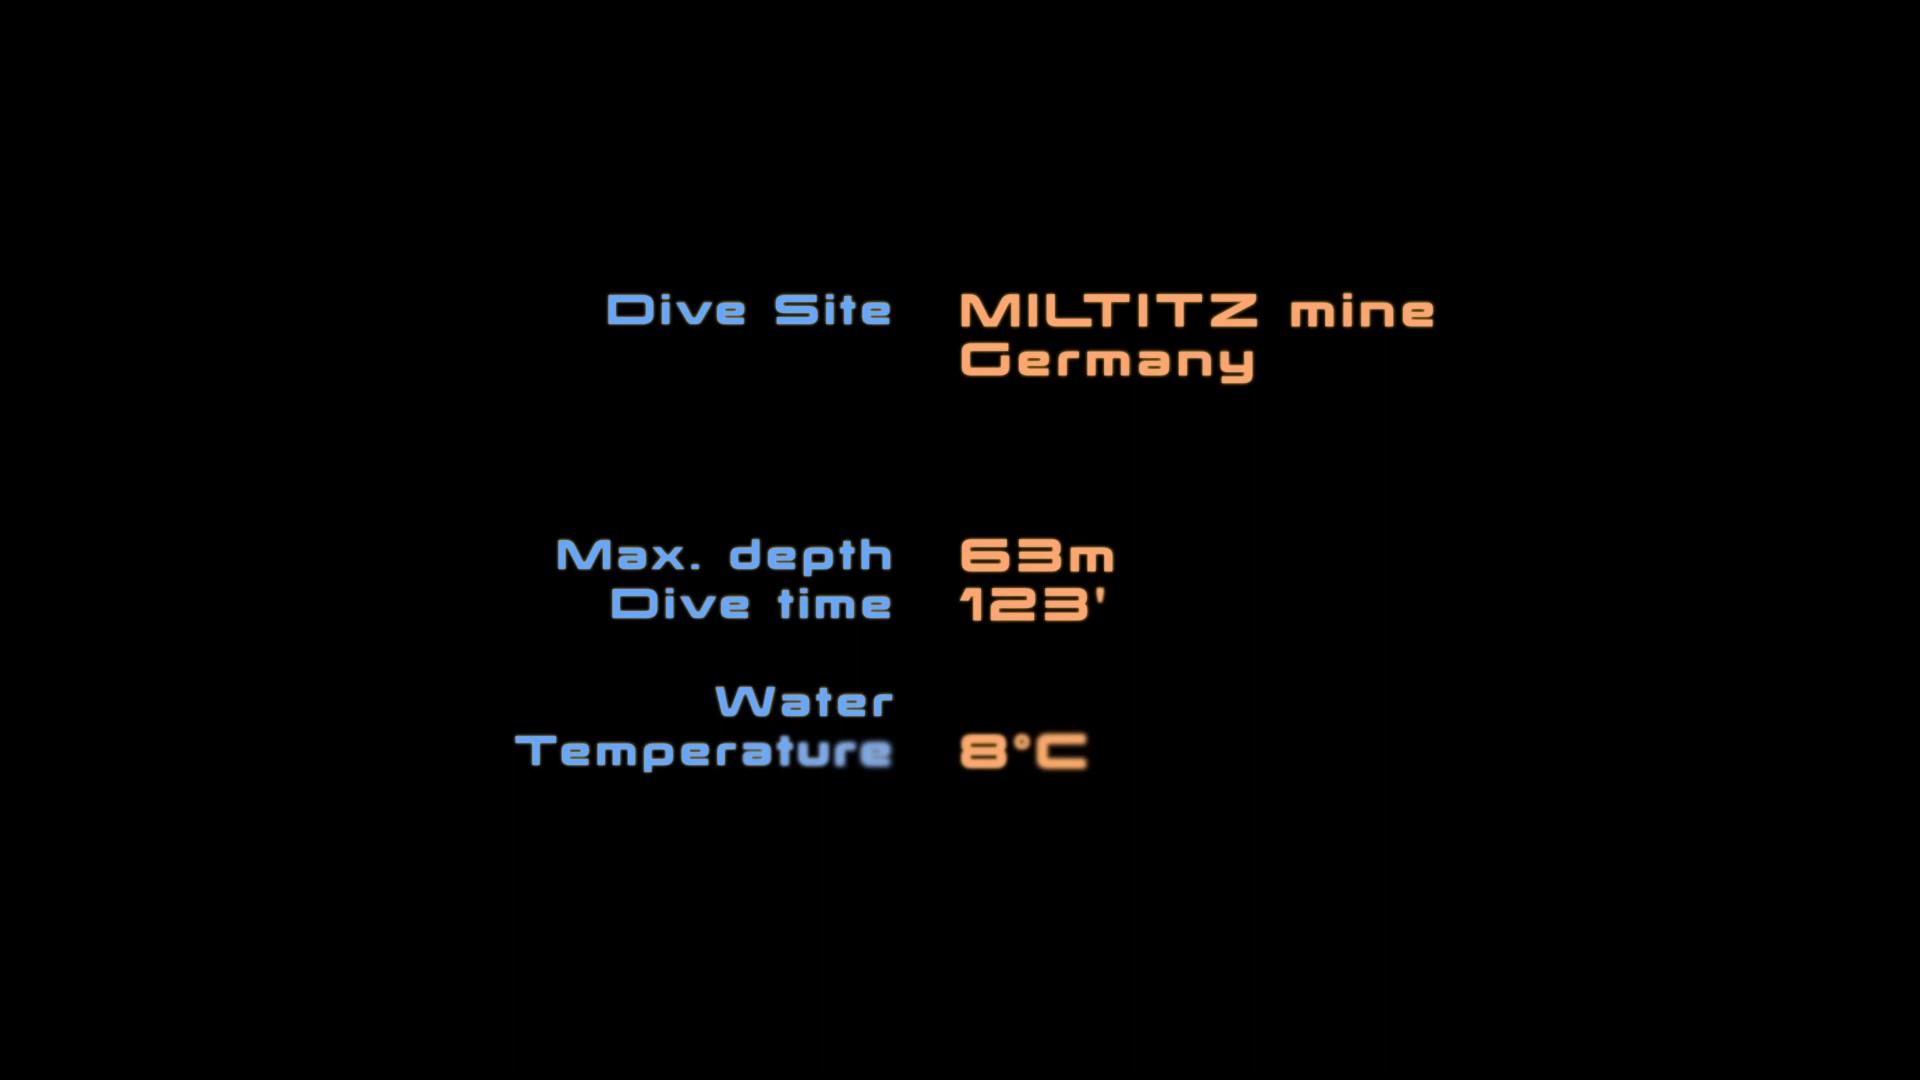 Dive Site MILTITZ mine
Germany
Max. depth 63m
Dive time 123'
Water
Temperature 8°C